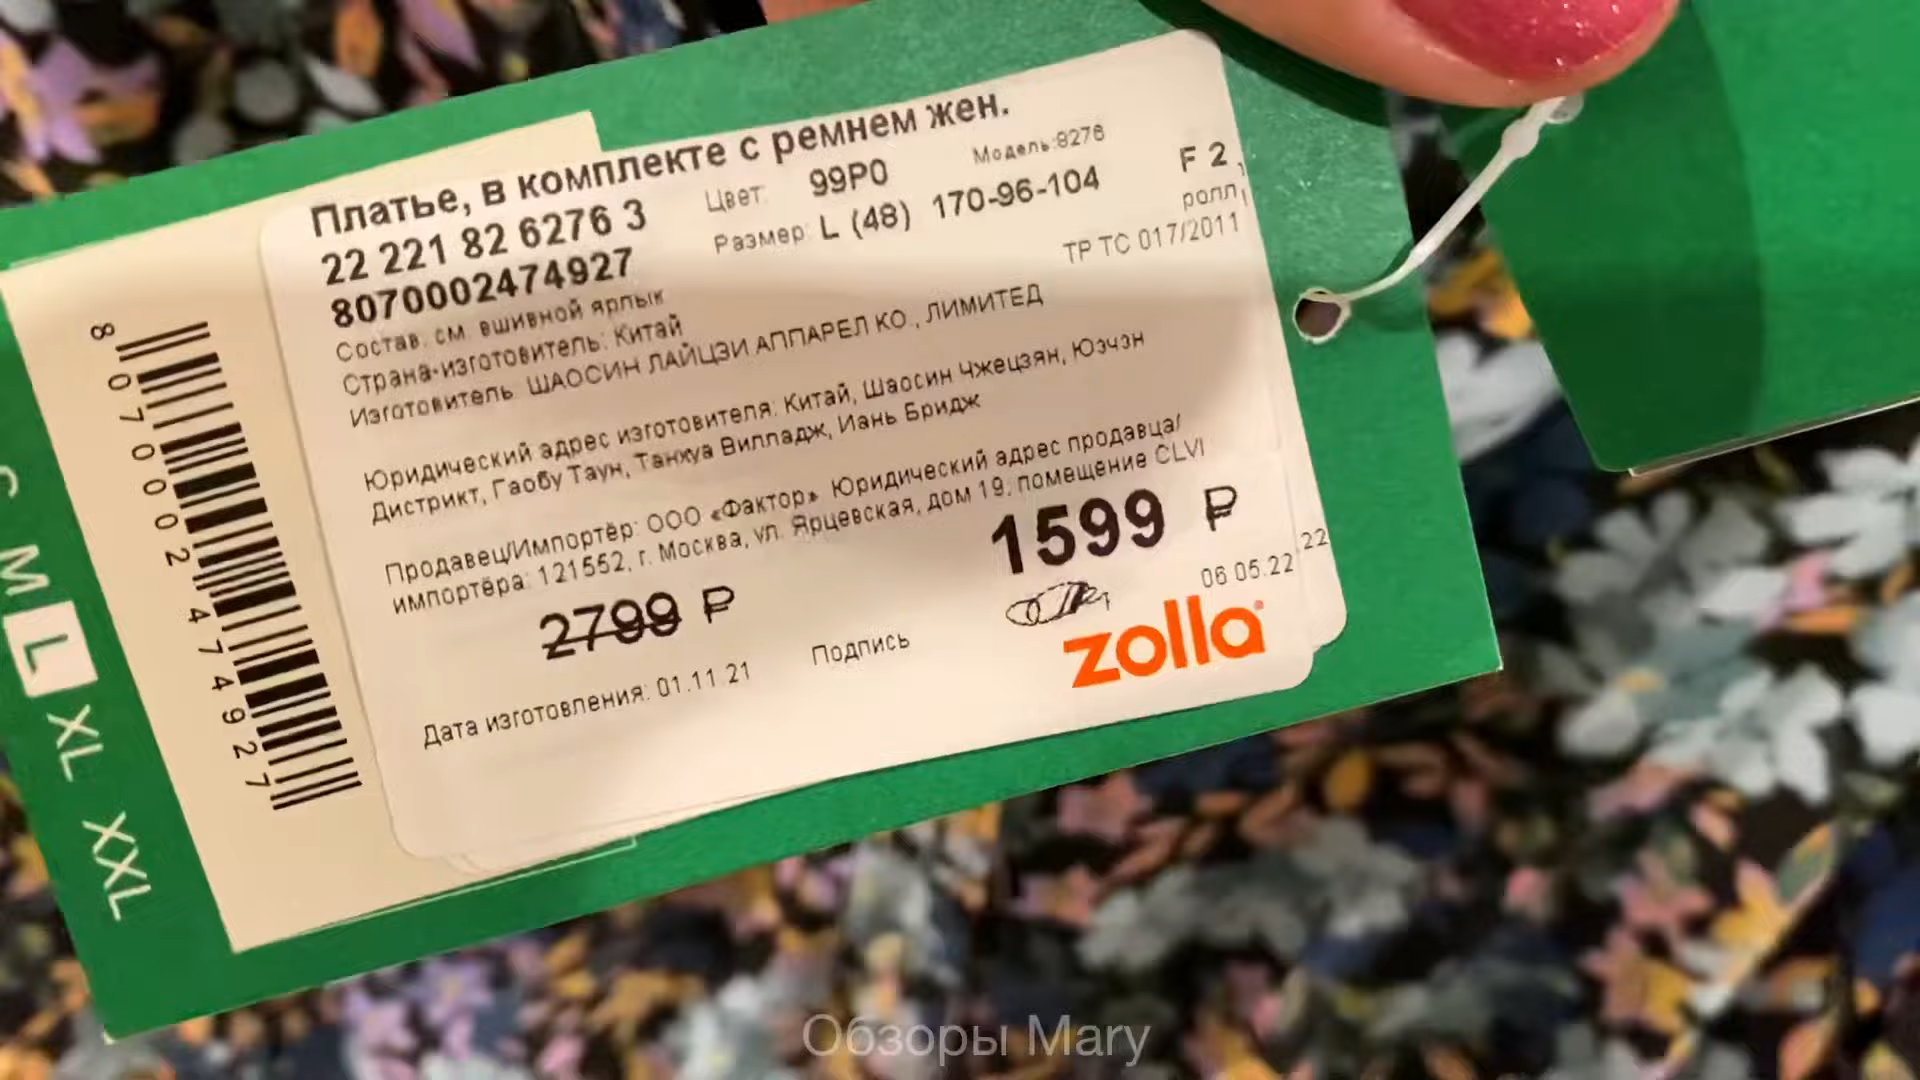 Платье, в комплекте с ремнем жен.
22 221 82 6276 3
Цвет: 99P0
Модель:8276
F 2
8070002474927
Размер: L (48) 170-96-104
ролл
ТР ТС 017/2011
Состав: см. вшивной ярлык
Страна-изготовитель: Китай
Изготовитель: ШАОСИН ЛАЙЦЗИ АППАРЕЛ КО., ЛИМИТЕД
Юридический адрес изготовителя: Китай, Шаосин Чжецзян, Юэчэн
Дистрикт, Гаобу Таун, Танхуа Вилладж, Иань Бридж
Продавец/Импортёр: ООО «Фактор» Юридический адрес продавца/
импортёра: 121552, г. Москва, ул. Ярцевская, дом 19, помещение CLVI
2799 ₽
1599 ₽
Дата изготовления: 01.11.21
Подпись
06 05.22
22
zolla
8 070002 474927
C M L XL XXL
Обзоры Mary